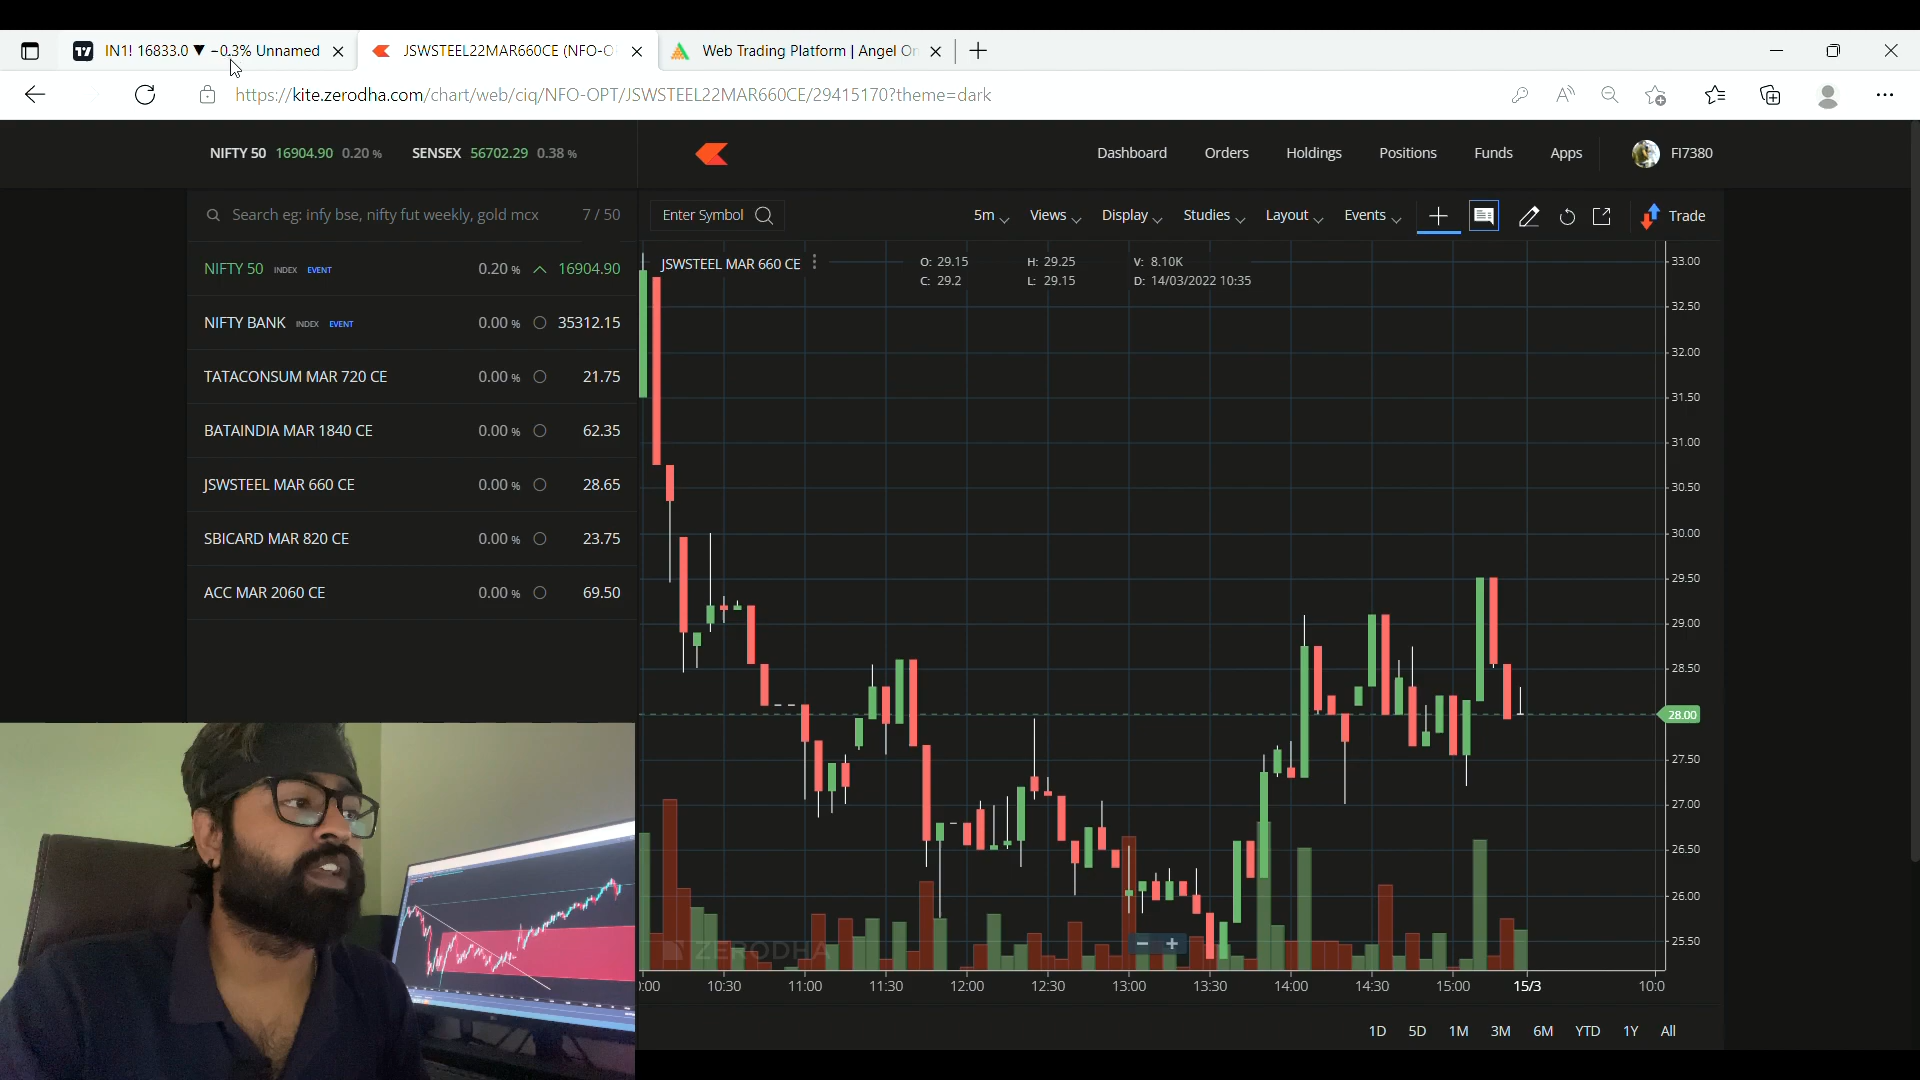 IN1! 16833.0 ▼ −0.3% Unnamed
JSWSTEEL22MAR660CE (NFO-O
Web Trading Platform | Angel On
https://kite.zerodha.com/chart/web/ciq/NFO-OPT/JSWSTEEL22MAR660CE/29415170?theme=dark
NIFTY 50 16904.90 0.20 %
SENSEX 56702.29 0.38 %
Dashboard Orders Holdings Positions Funds Apps FI7380
Search eg: infy bse, nifty fut weekly, gold mcx 7 / 50
Enter Symbol 5m Views Display Studies Layout Events Trade
NIFTY 50 INDEX EVENT 0.20 % 16904.90
NIFTY BANK INDEX EVENT 0.00 % 35312.15
TATACONSUM MAR 720 CE 0.00 % 21.75
BATAINDIA MAR 1840 CE 0.00 % 62.35
JSWSTEEL MAR 660 CE 0.00 % 28.65
SBICARD MAR 820 CE 0.00 % 23.75
ACC MAR 2060 CE 0.00 % 69.50
JSWSTEEL MAR 660 CE
O: 29.15 H: 29.25 V: 8.10K
C: 29.2 L: 29.15 D: 14/03/2022 10:35
33.00
32.50
32.00
31.50
31.00
30.50
30.00
29.50
29.00
28.50
28.00
27.50
27.00
26.50
26.00
25.50
ZERODHA
:00 10:30 11:00 11:30 12:00 12:30 13:00 13:30 14:00 14:30 15:00 15/3 10:0
1D 5D 1M 3M 6M YTD 1Y All